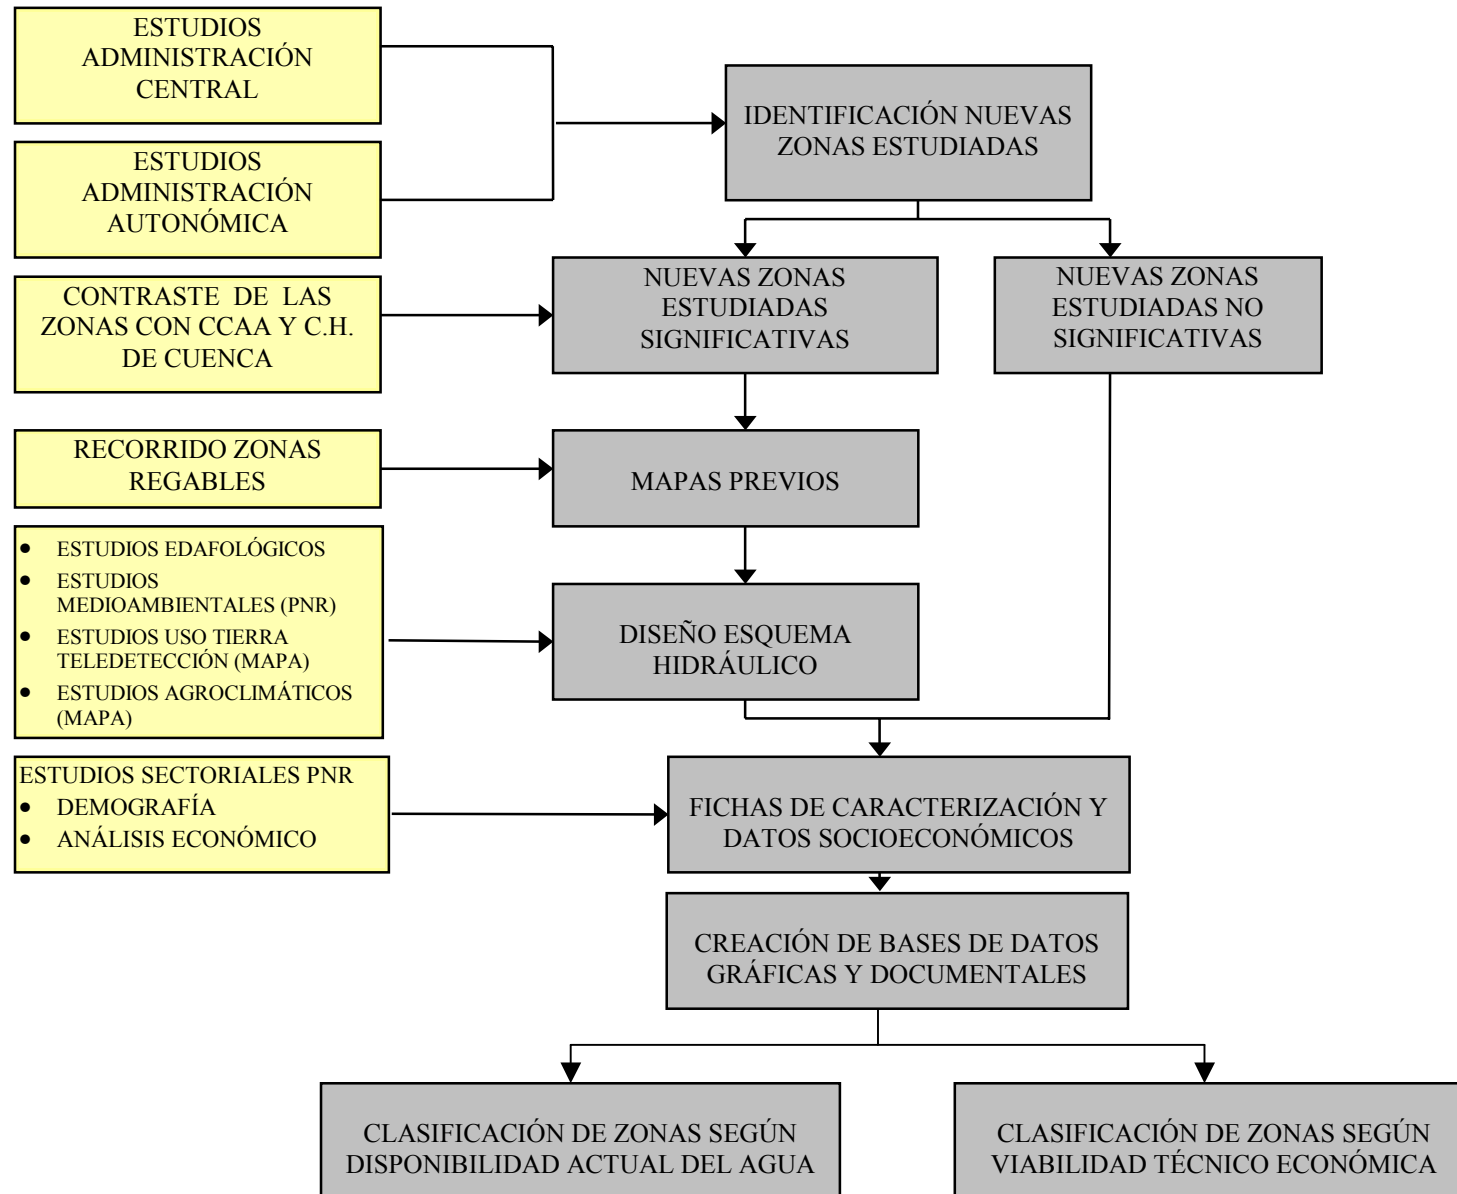 ESTUDIOS
ADMINISTRACIÓN
CENTRAL
IDENTIFICACIÓN NUEVAS
ZONAS ESTUDIADAS
ESTUDIOS
ADMINISTRACIÓN
AUTONÓMICA
CONTRASTE DE LAS
ZONAS CON CCAA Y C.H.
DE CUENCA
NUEVAS ZONAS
ESTUDIADAS
SIGNIFICATIVAS
NUEVAS ZONAS
ESTUDIADAS NO
SIGNIFICATIVAS
RECORRIDO ZONAS
REGABLES
MAPAS PREVIOS
• ESTUDIOS EDAFOLÓGICOS
• ESTUDIOS
MEDIOAMBIENTALES (PNR)
• ESTUDIOS USO TIERRA
TELEDETECCIÓN (MAPA)
• ESTUDIOS AGROCLIMÁTICOS
(MAPA)
DISEÑO ESQUEMA
HIDRÁULICO
ESTUDIOS SECTORIALES PNR
• DEMOGRAFÍA
• ANÁLISIS ECONÓMICO
FICHAS DE CARACTERIZACIÓN Y
DATOS SOCIOECONÓMICOS
CREACIÓN DE BASES DE DATOS
GRÁFICAS Y DOCUMENTALES
CLASIFICACIÓN DE ZONAS SEGÚN
DISPONIBILIDAD ACTUAL DEL AGUA
CLASIFICACIÓN DE ZONAS SEGÚN
VIABILIDAD TÉCNICO ECONÓMICA